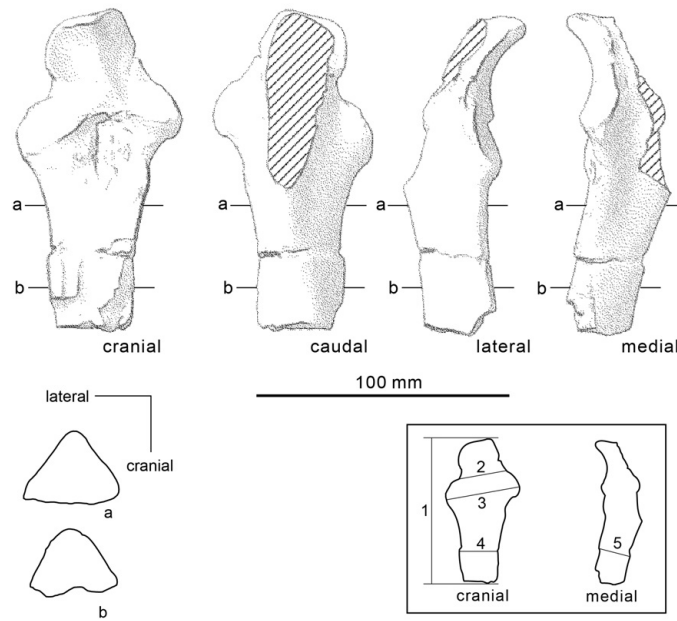 a a a a
b b b b
cranial caudal lateral medial
100 mm
lateral
cranial
a
b
1 2
3
4 5
cranial medial